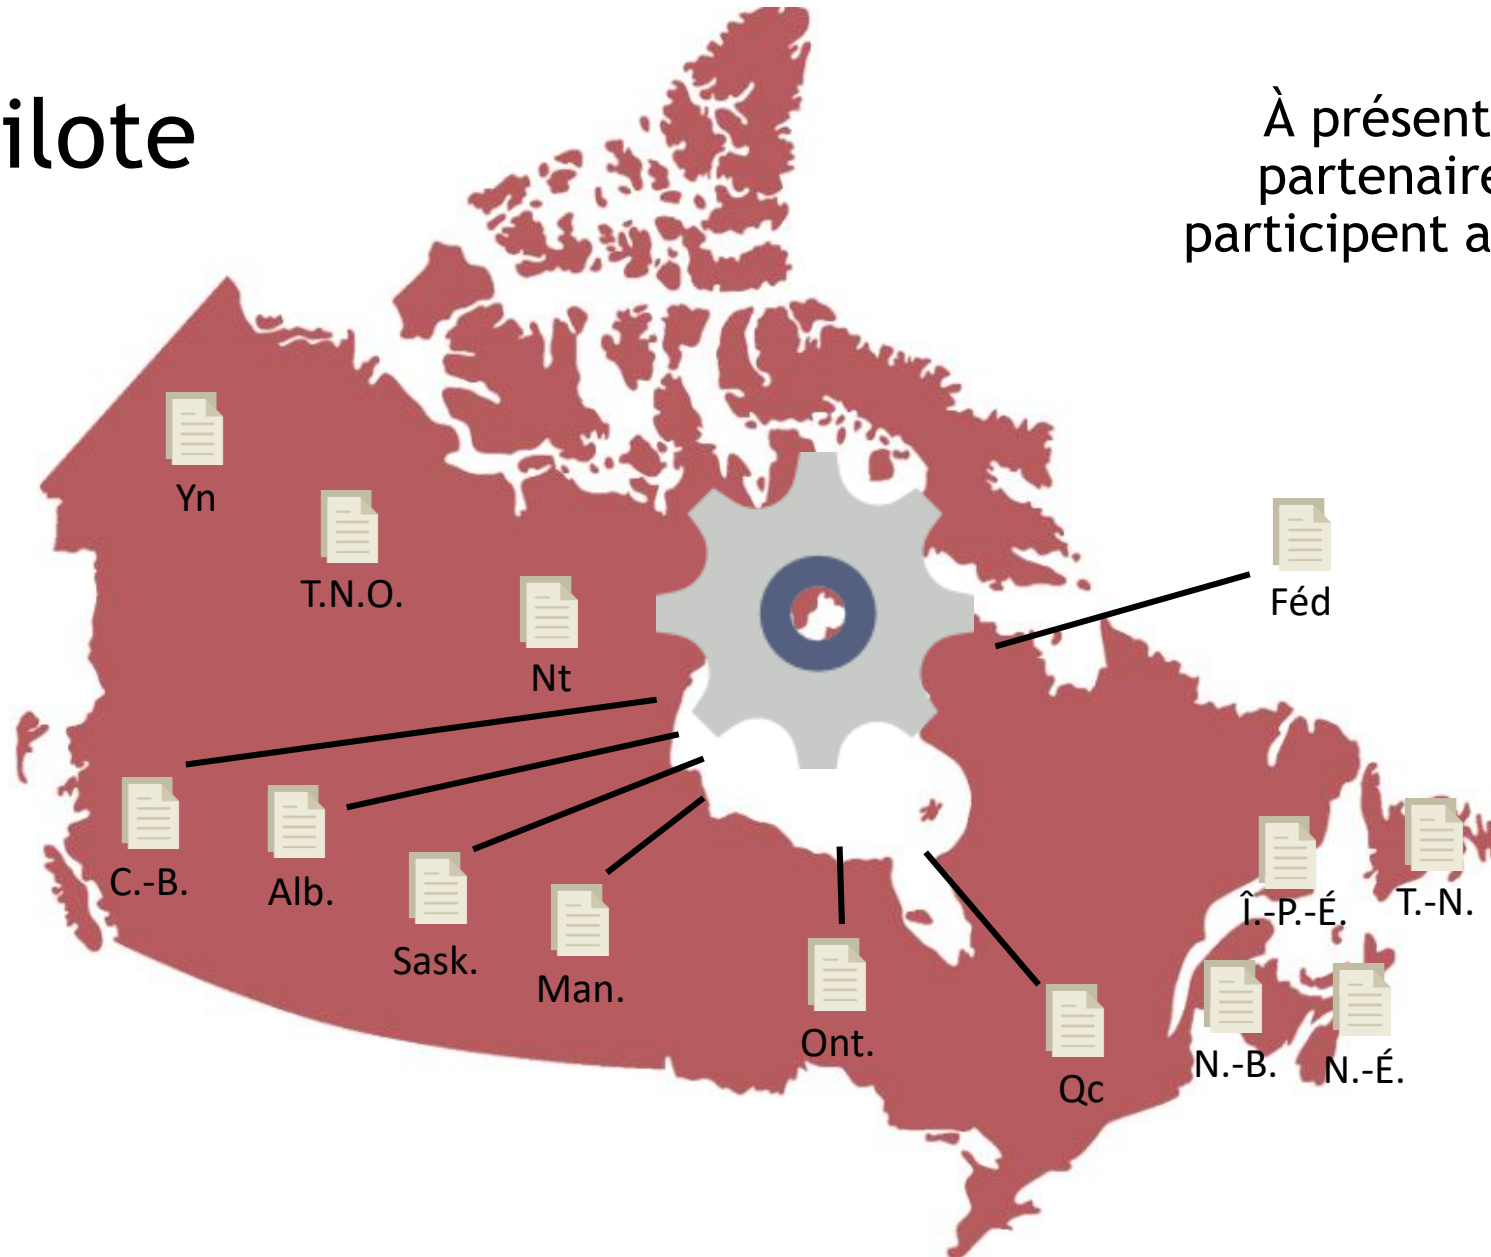 ilote
À présent
partenaire
participent a
Yn
T.N.O.
Nt
Féd
C.-B.
Alb.
Sask.
Man.
Ont.
Qc
Î.-P.-É.
T.-N.
N.-B.
N.-É.